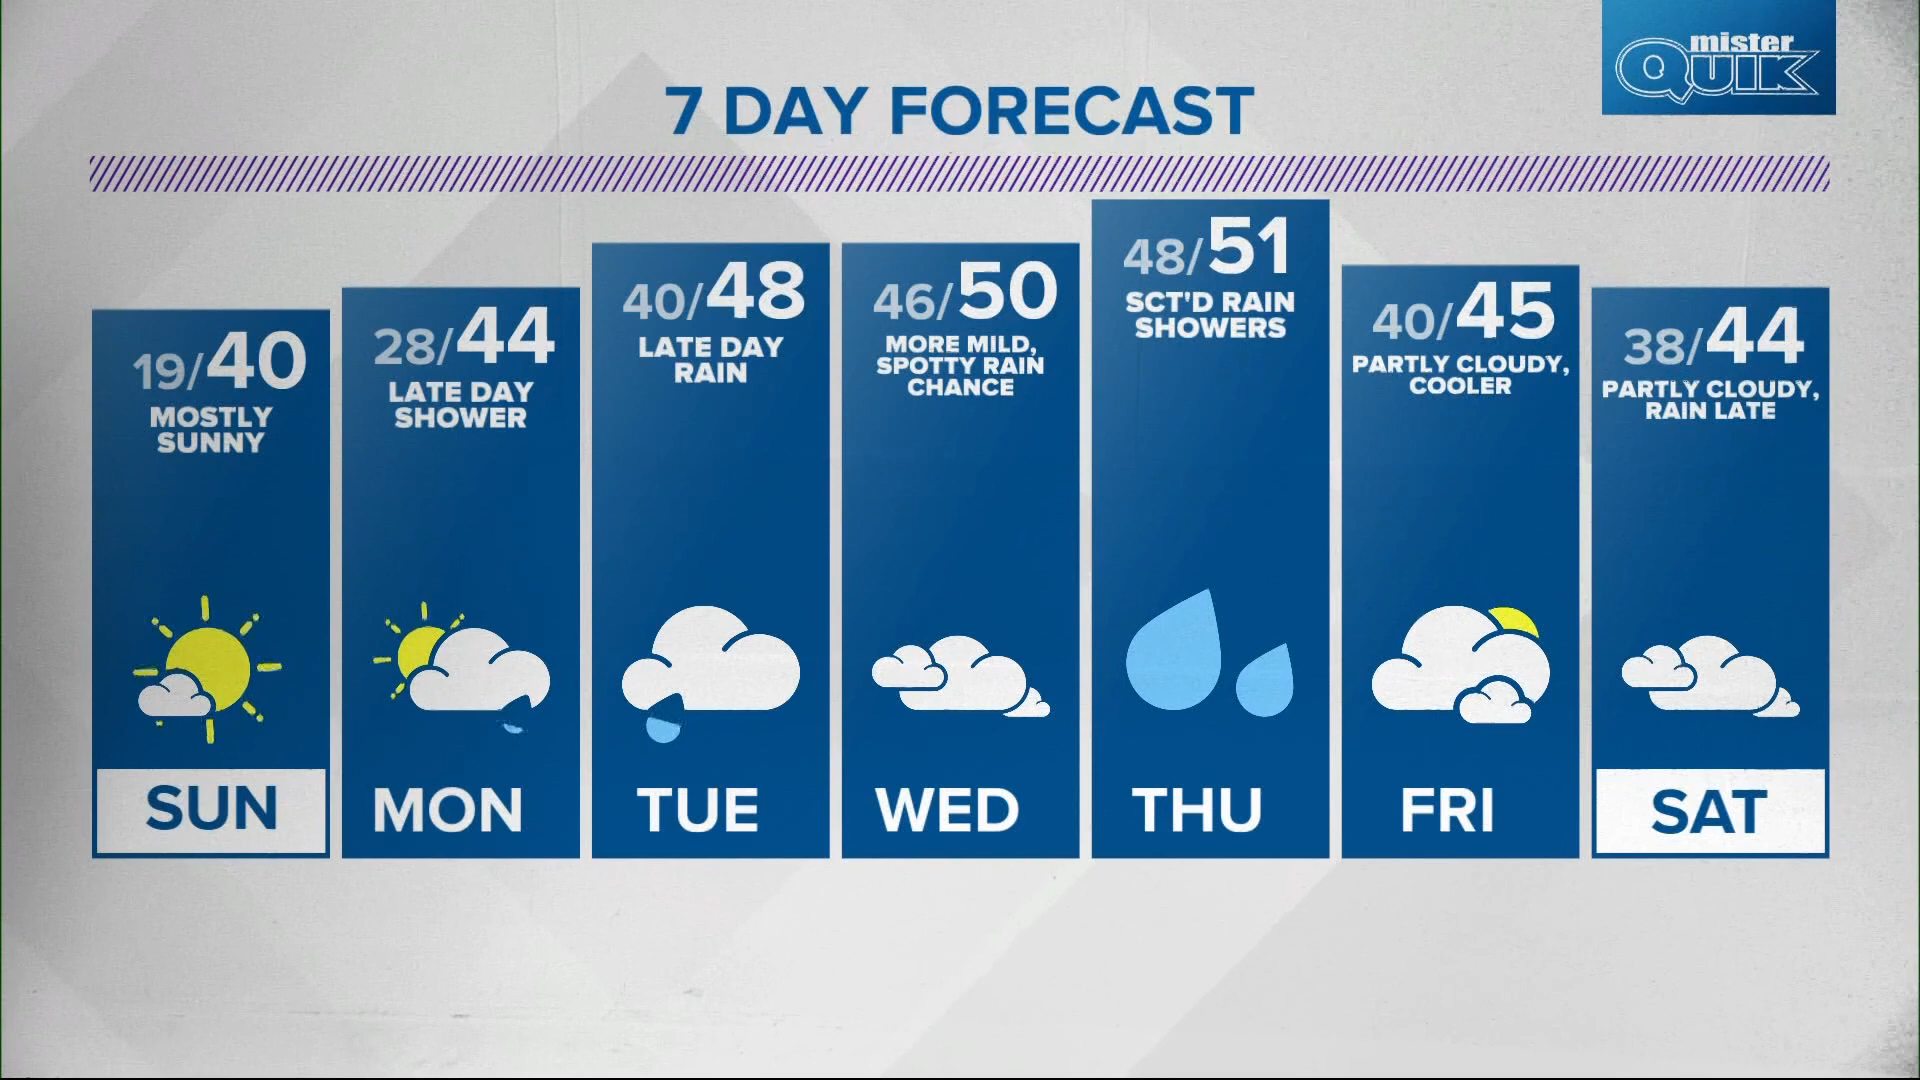 mister
QUIK
7 DAY FORECAST
19/40
MOSTLY
SUNNY
SUN
28/44
LATE DAY
SHOWER
MON
40/48
LATE DAY
RAIN
TUE
46/50
MORE MILD,
SPOTTY RAIN
CHANCE
WED
48/51
SCT'D RAIN
SHOWERS
THU
40/45
PARTLY CLOUDY,
COOLER
FRI
38/44
PARTLY CLOUDY,
RAIN LATE
SAT